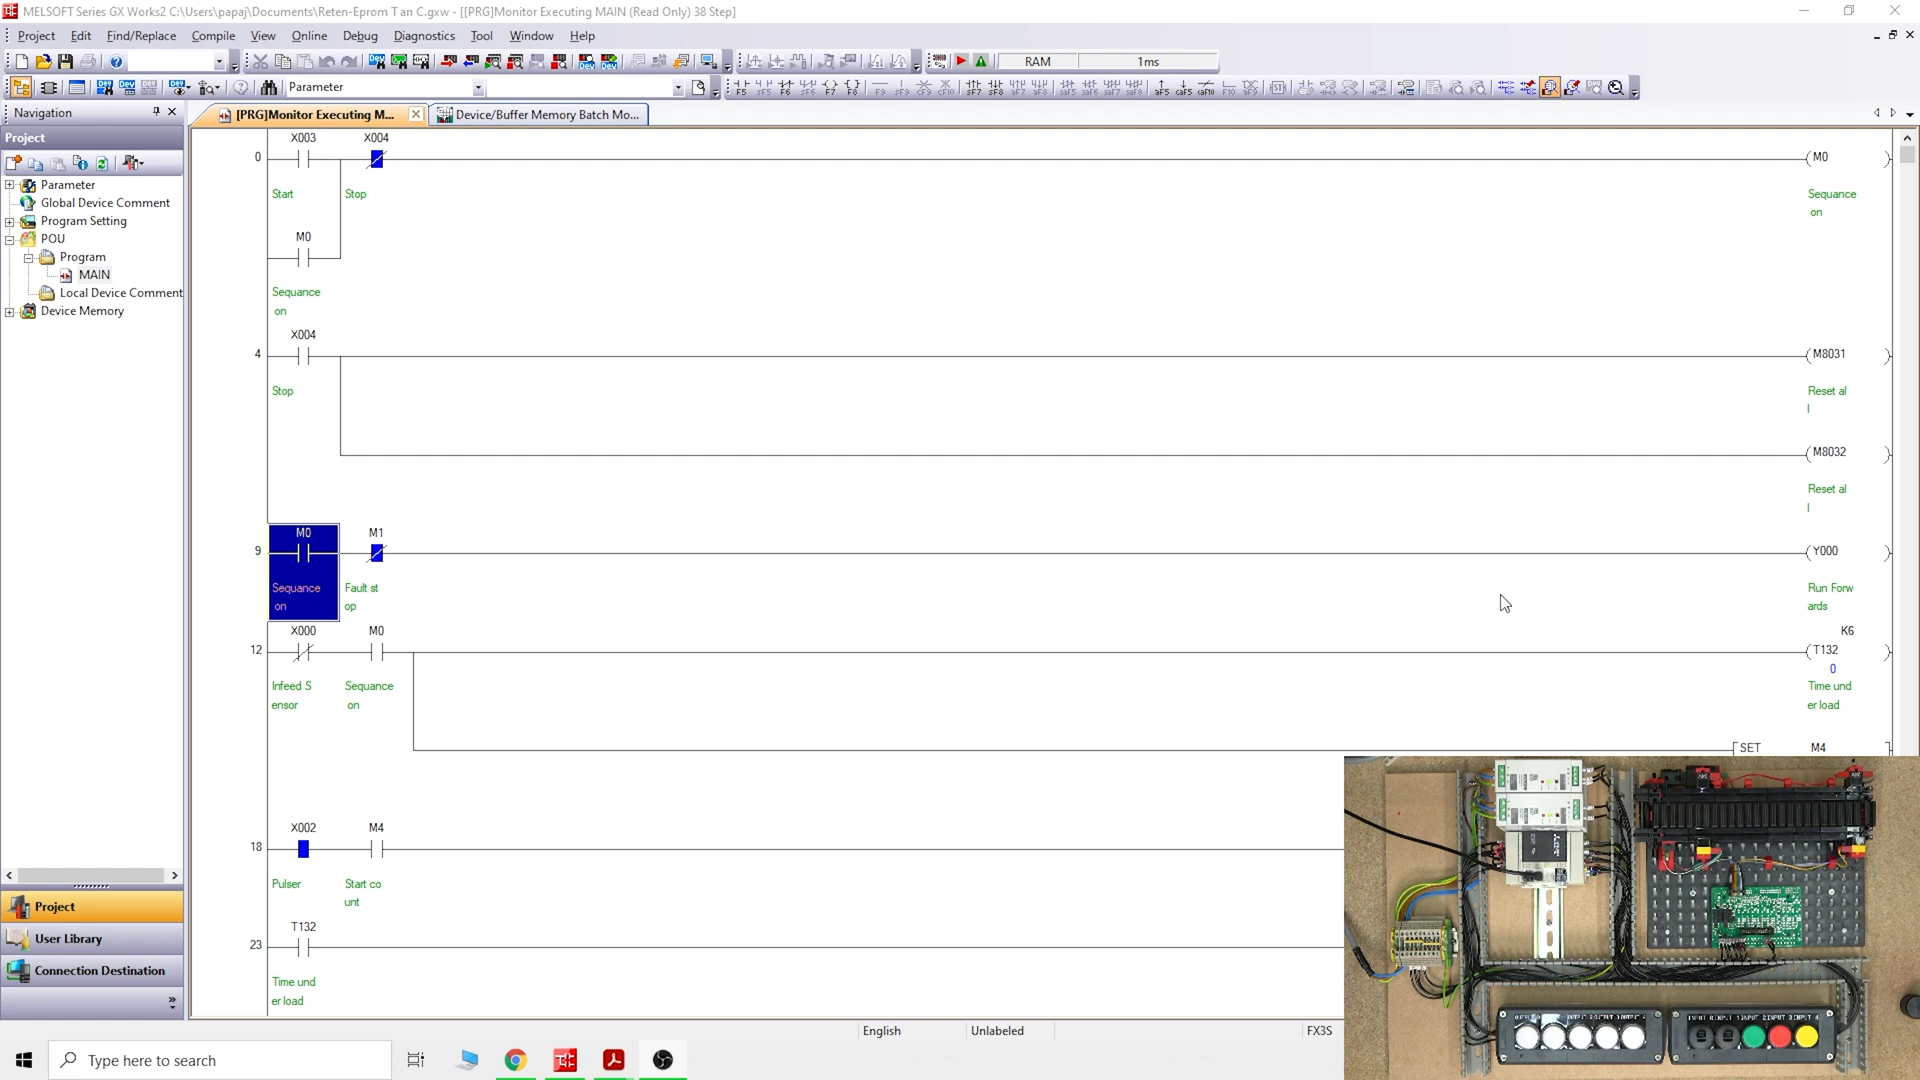 MELSOFT Series GX Works2 C:\Users\papaj\Documents\Reten-Eprom T an C.gxw - [[PRG]Monitor Executing MAIN (Read Only) 38 Step]
Project Edit Find/Replace Compile View Online Debug Diagnostics Tool Window Help
RAM 1ms
Parameter
Navigation
[PRG]Monitor Executing M...
Device/Buffer Memory Batch Mo...
Project
Parameter
Global Device Comment
Program Setting
POU
Program
MAIN
Local Device Comment
Device Memory
Project
User Library
Connection Destination
X003 X004
0 M0
Start Stop Sequance
on
M0
Sequance
on
X004
4 M8031
Stop Reset al
l
M8032
Reset al
l
M0 M1
9 Y000
Sequance Fault st Run Forw
on op ards
X000 M0 K6
12 T132
0
Infeed S Sequance Time und
ensor on er load
SET M4
X002 M4
18
Pulser Start co
unt
T132
23
Time und
er load
English Unlabeled FX3S
Type here to search